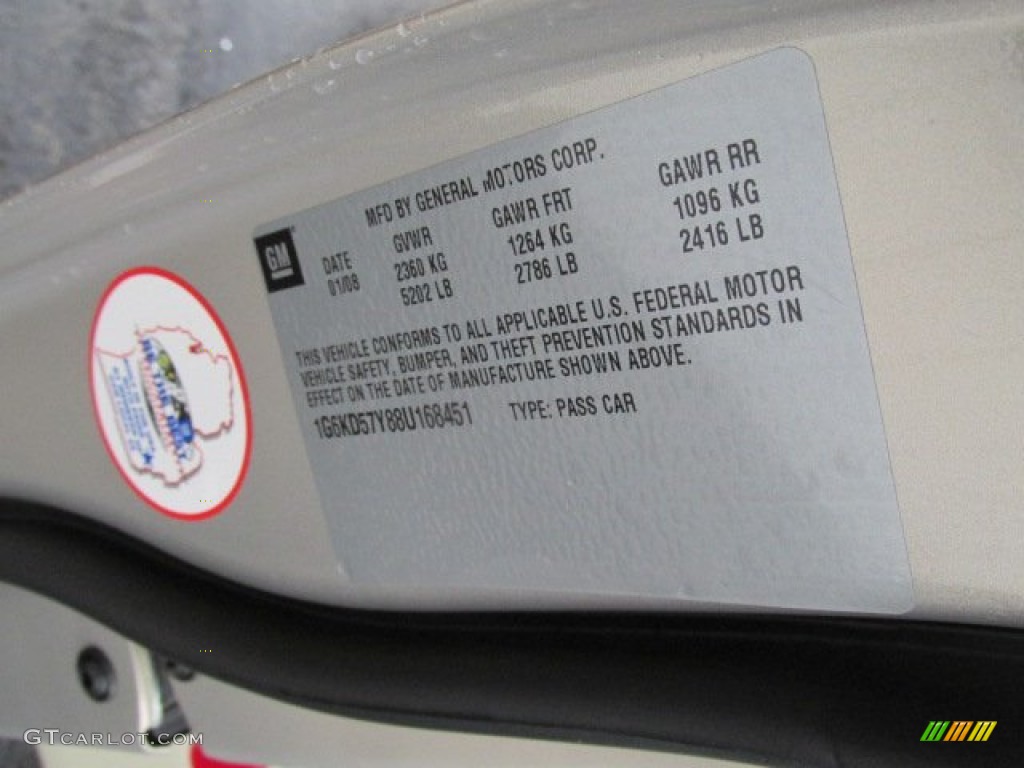 MFD BY GENERAL MOTORS CORP.
GM
DATE GVWR GAWR FRT GAWR RR
01/08 2360 KG 1264 KG 1096 KG
5202 LB 2786 LB 2416 LB
THIS VEHICLE CONFORMS TO ALL APPLICABLE U.S. FEDERAL MOTOR
VEHICLE SAFETY, BUMPER, AND THEFT PREVENTION STANDARDS IN
EFFECT ON THE DATE OF MANUFACTURE SHOWN ABOVE.
1G6KD57Y88U168451 TYPE: PASS CAR
GTCARLOT.COM